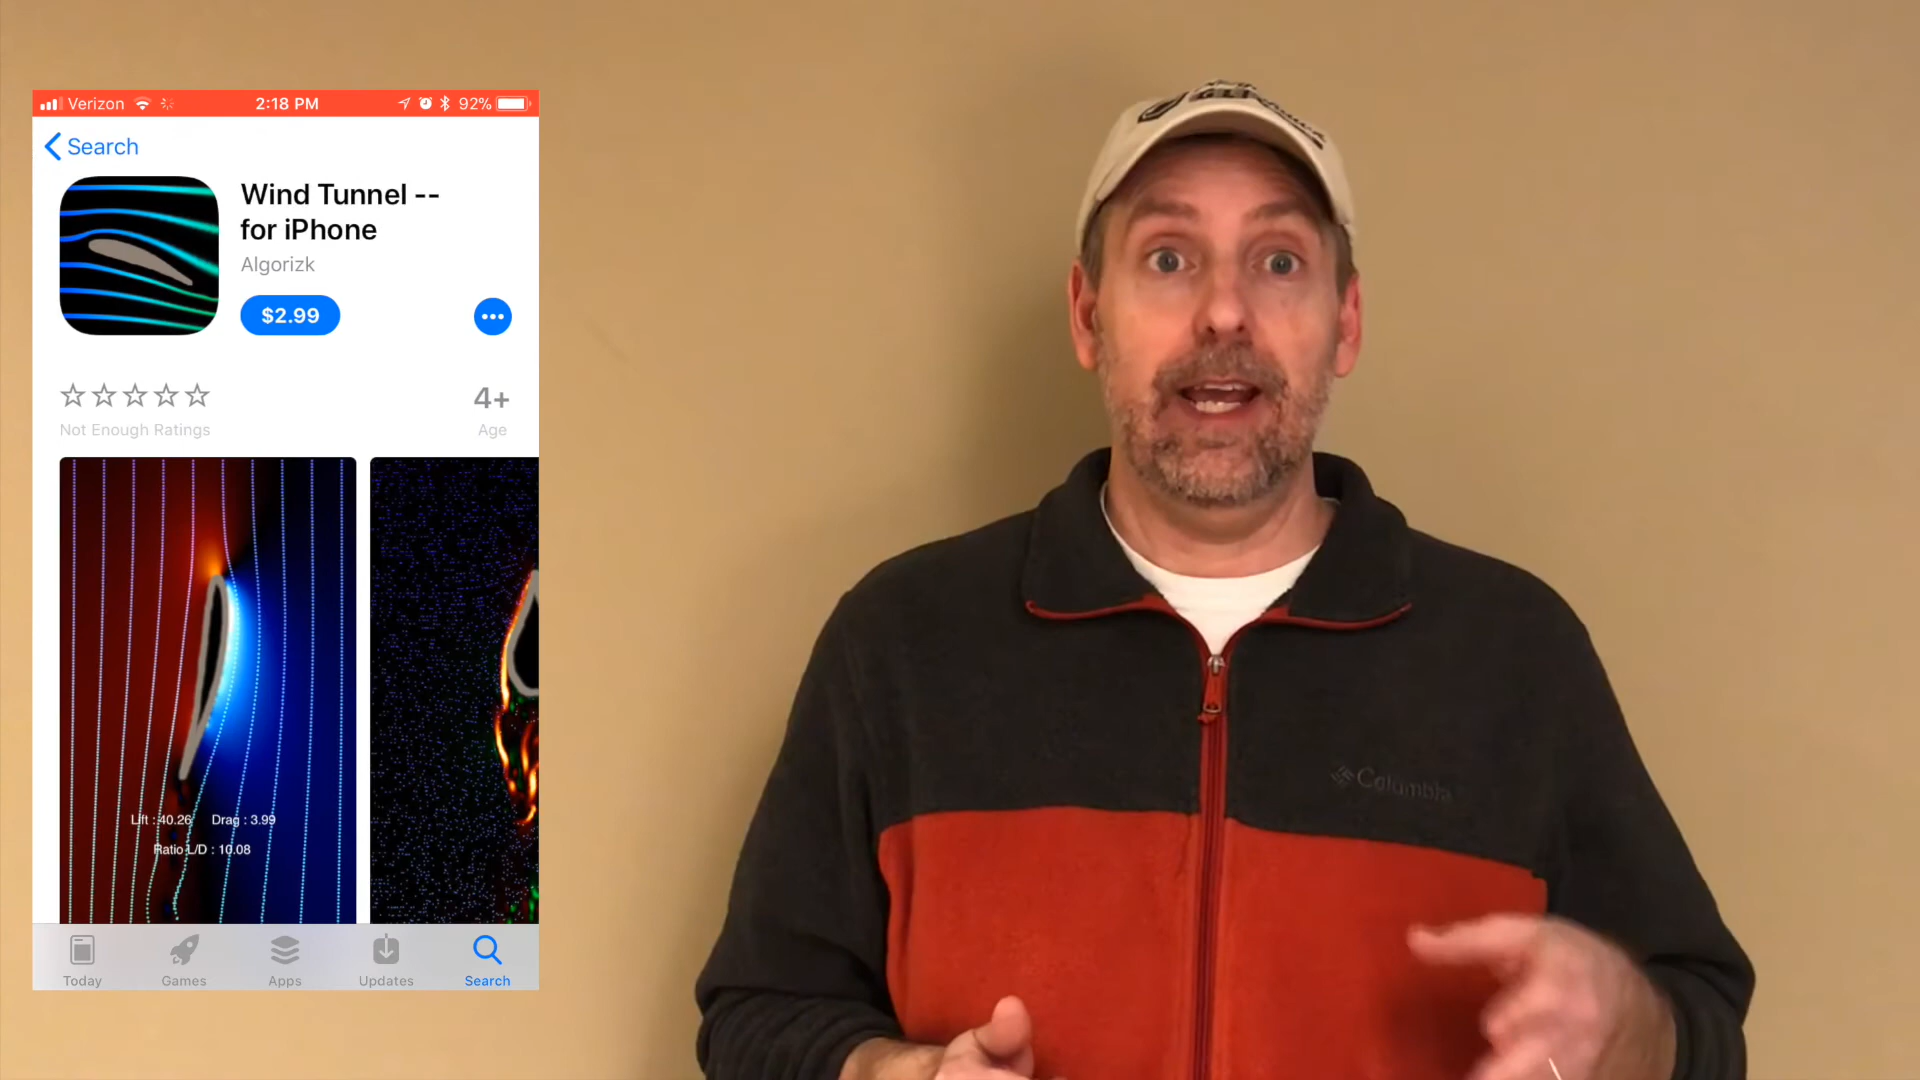 Verizon 2:18 PM 92%
Search
Wind Tunnel --
for iPhone
Algorizk
$2.99
4+
Not Enough Ratings Age
Lift : 40.26 Drag : 3.99
Ratio L/D : 10.08
Today Games Apps Updates Search
Columbia